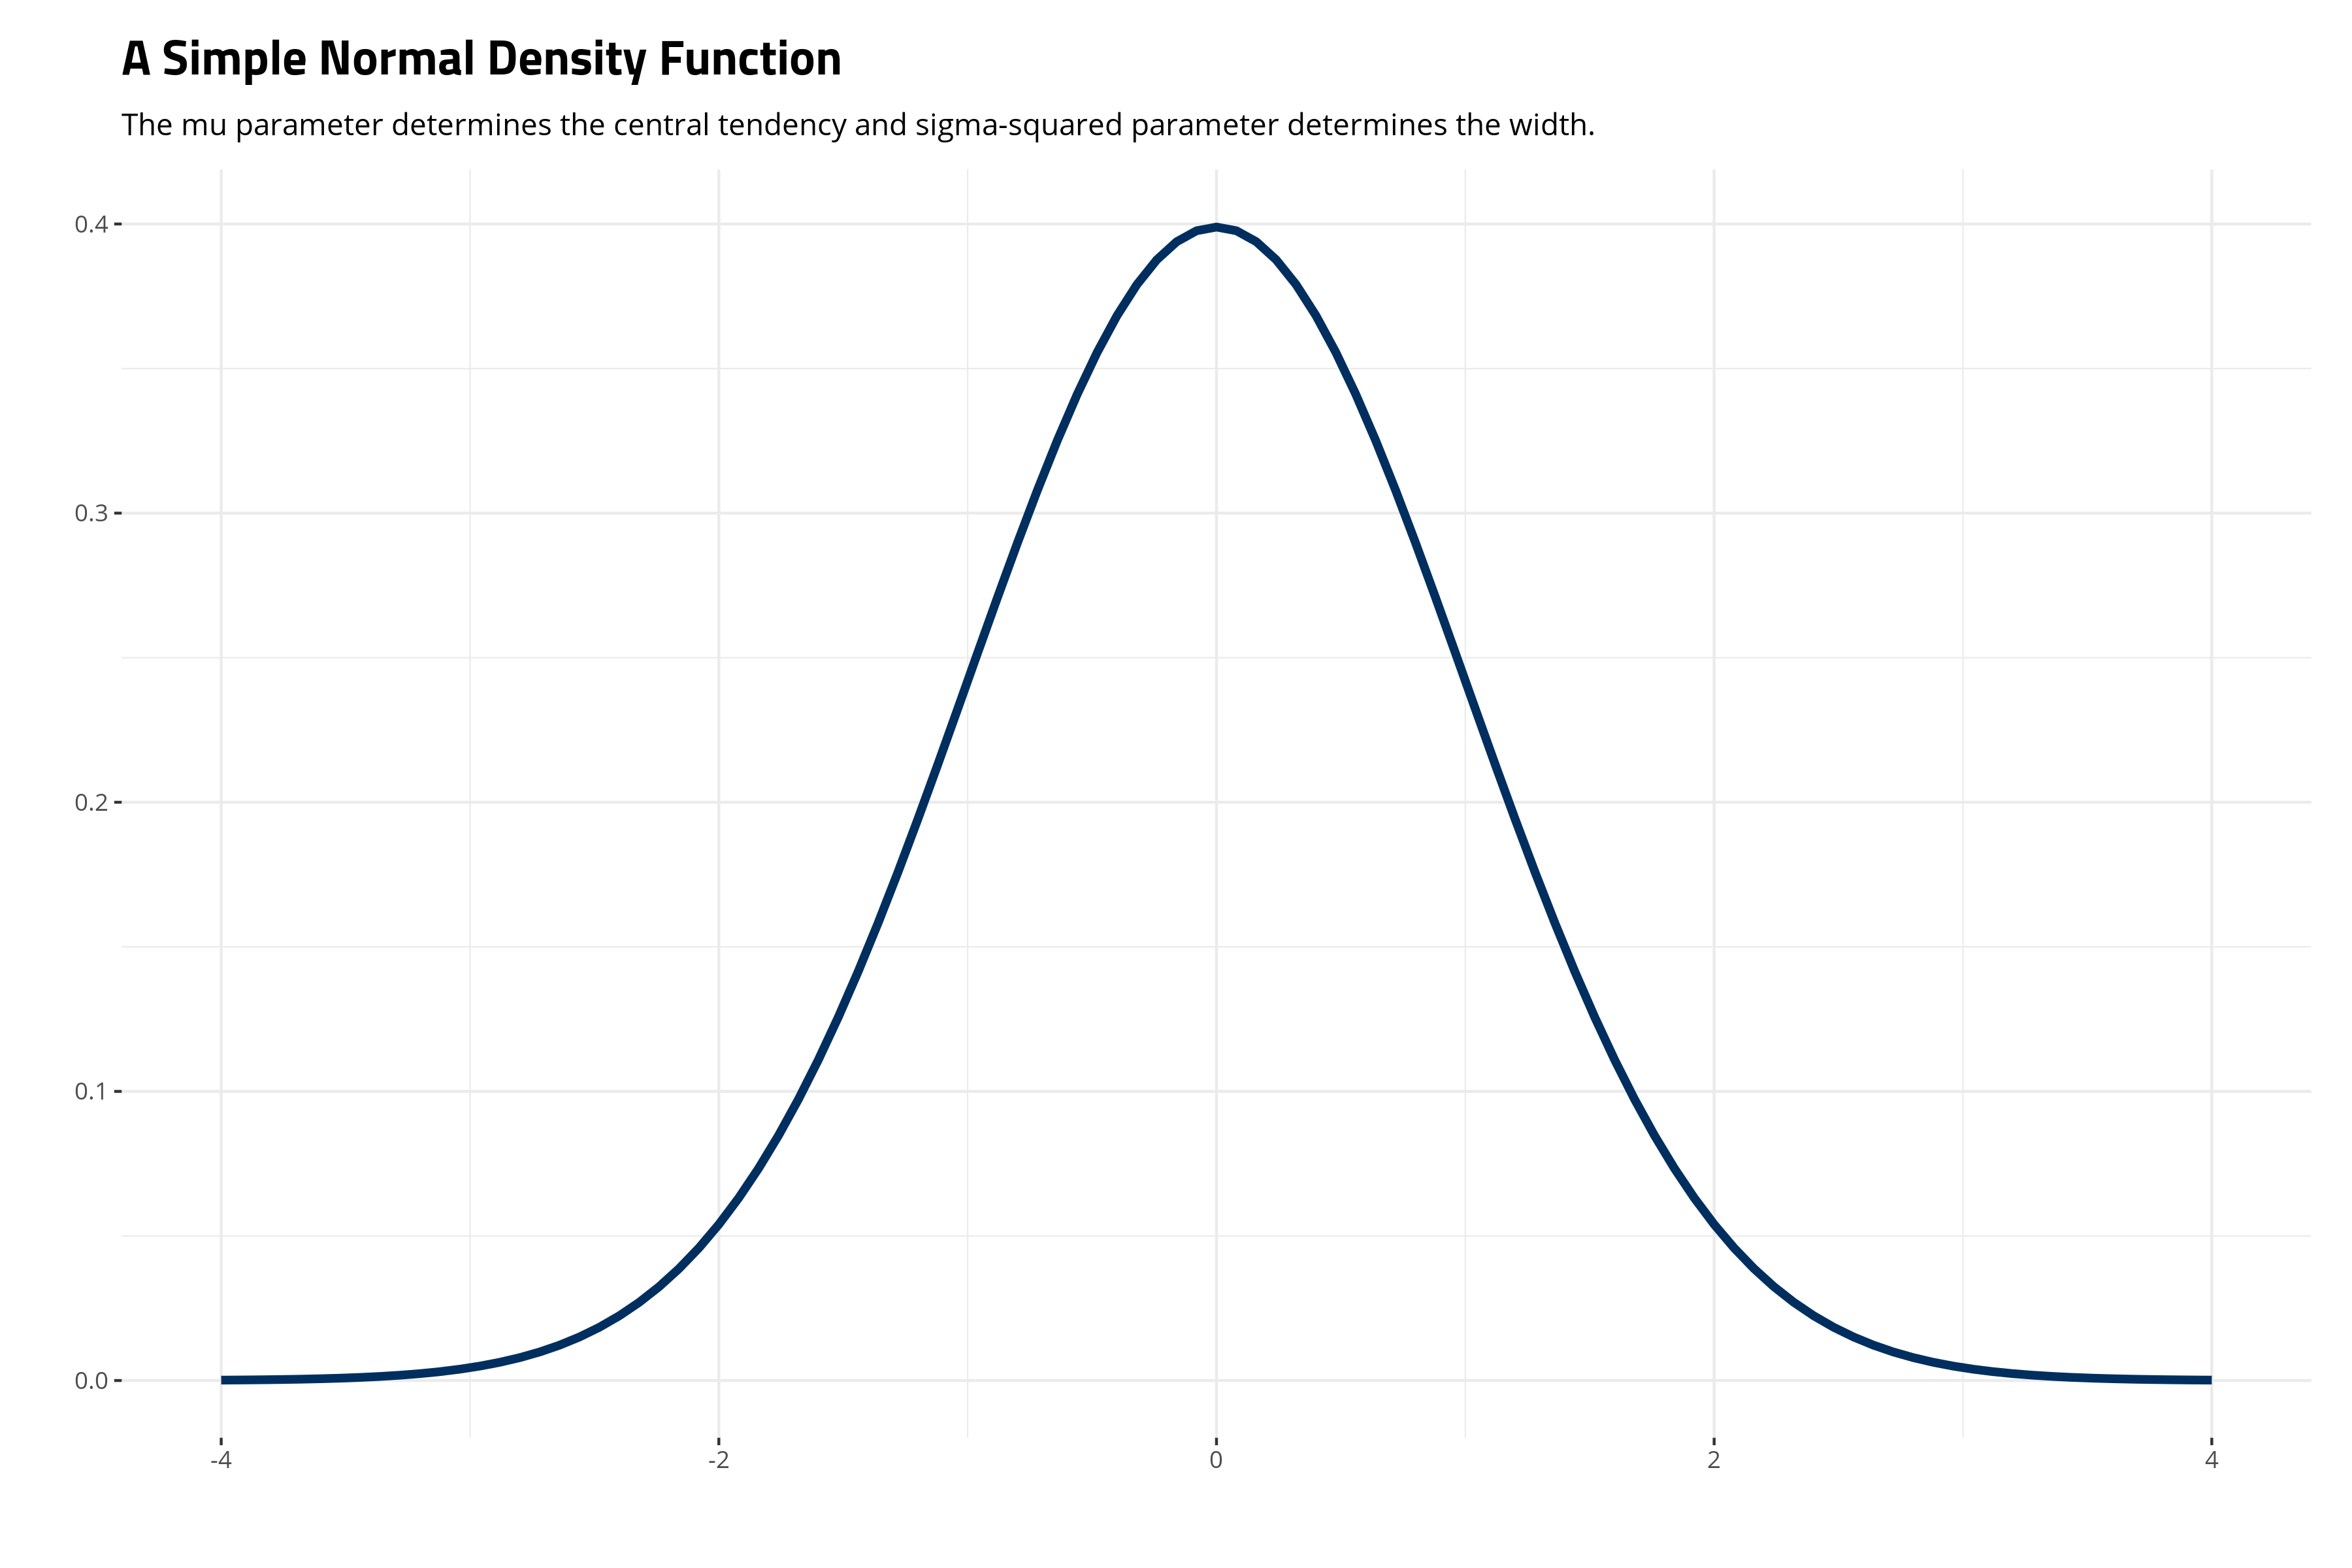 A Simple Normal Density Function
The mu parameter determines the central tendency and sigma-squared parameter determines the width.
0.4
0.3
0.2
0.1
0.0
-4 -2 0 2 4